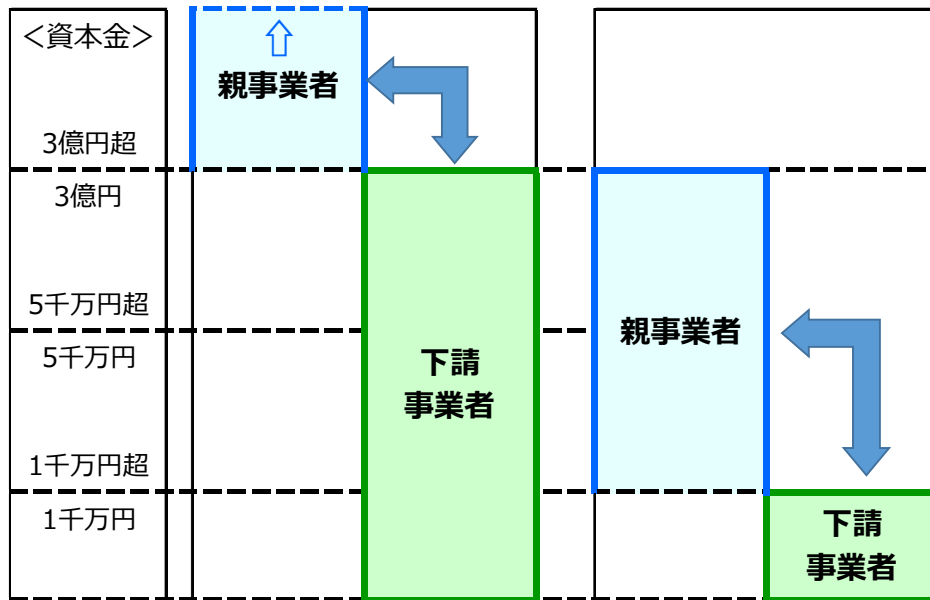 ＜資本金＞
3億円超
3億円
5千万円超
5千万円
1千万円超
1千万円
親事業者
下請
事業者
親事業者
下請
事業者